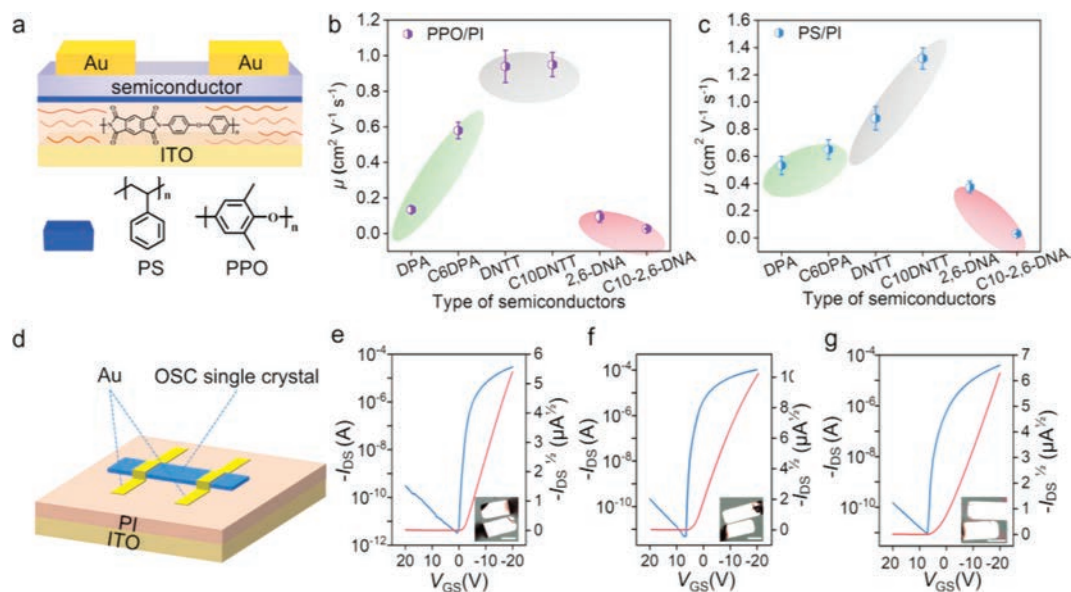 a
Au
Au
semiconductor
ITO
n
PS
O
n
PPO
b
μ (cm² V⁻¹ s⁻¹)
1.2
1.0
0.8
0.6
0.4
0.2
0.0
PPO/PI
DPA
C6DPA
DNTT
C10DNTT
2,6-DNA
C10-2,6-DNA
Type of semiconductors
c
μ (cm² V⁻¹ s⁻¹)
1.6
1.4
1.2
1.0
0.8
0.6
0.4
0.2
0.0
PS/PI
DPA
C6DPA
DNTT
C10DNTT
2,6-DNA
C10-2,6-DNA
Type of semiconductors
d
Au
OSC single crystal
PI
ITO
e
-I_DS (A)
10⁻⁴
10⁻⁶
10⁻⁸
10⁻¹⁰
10⁻¹²
6
5
4
3
2
1
0
-I_DS^½ (μA^½)
20 10 0 -10 -20
V_GS(V)
f
-I_DS (A)
10⁻⁴
10⁻⁶
10⁻⁸
10⁻¹⁰
10
8
6
4
2
0
-I_DS^½ (μA^½)
20 10 0 -10 -20
V_GS(V)
g
-I_DS (A)
10⁻⁴
10⁻⁶
10⁻⁸
10⁻¹⁰
7
6
5
4
3
2
1
0
-I_DS^½ (μA^½)
20 10 0 -10 -20
V_GS(V)